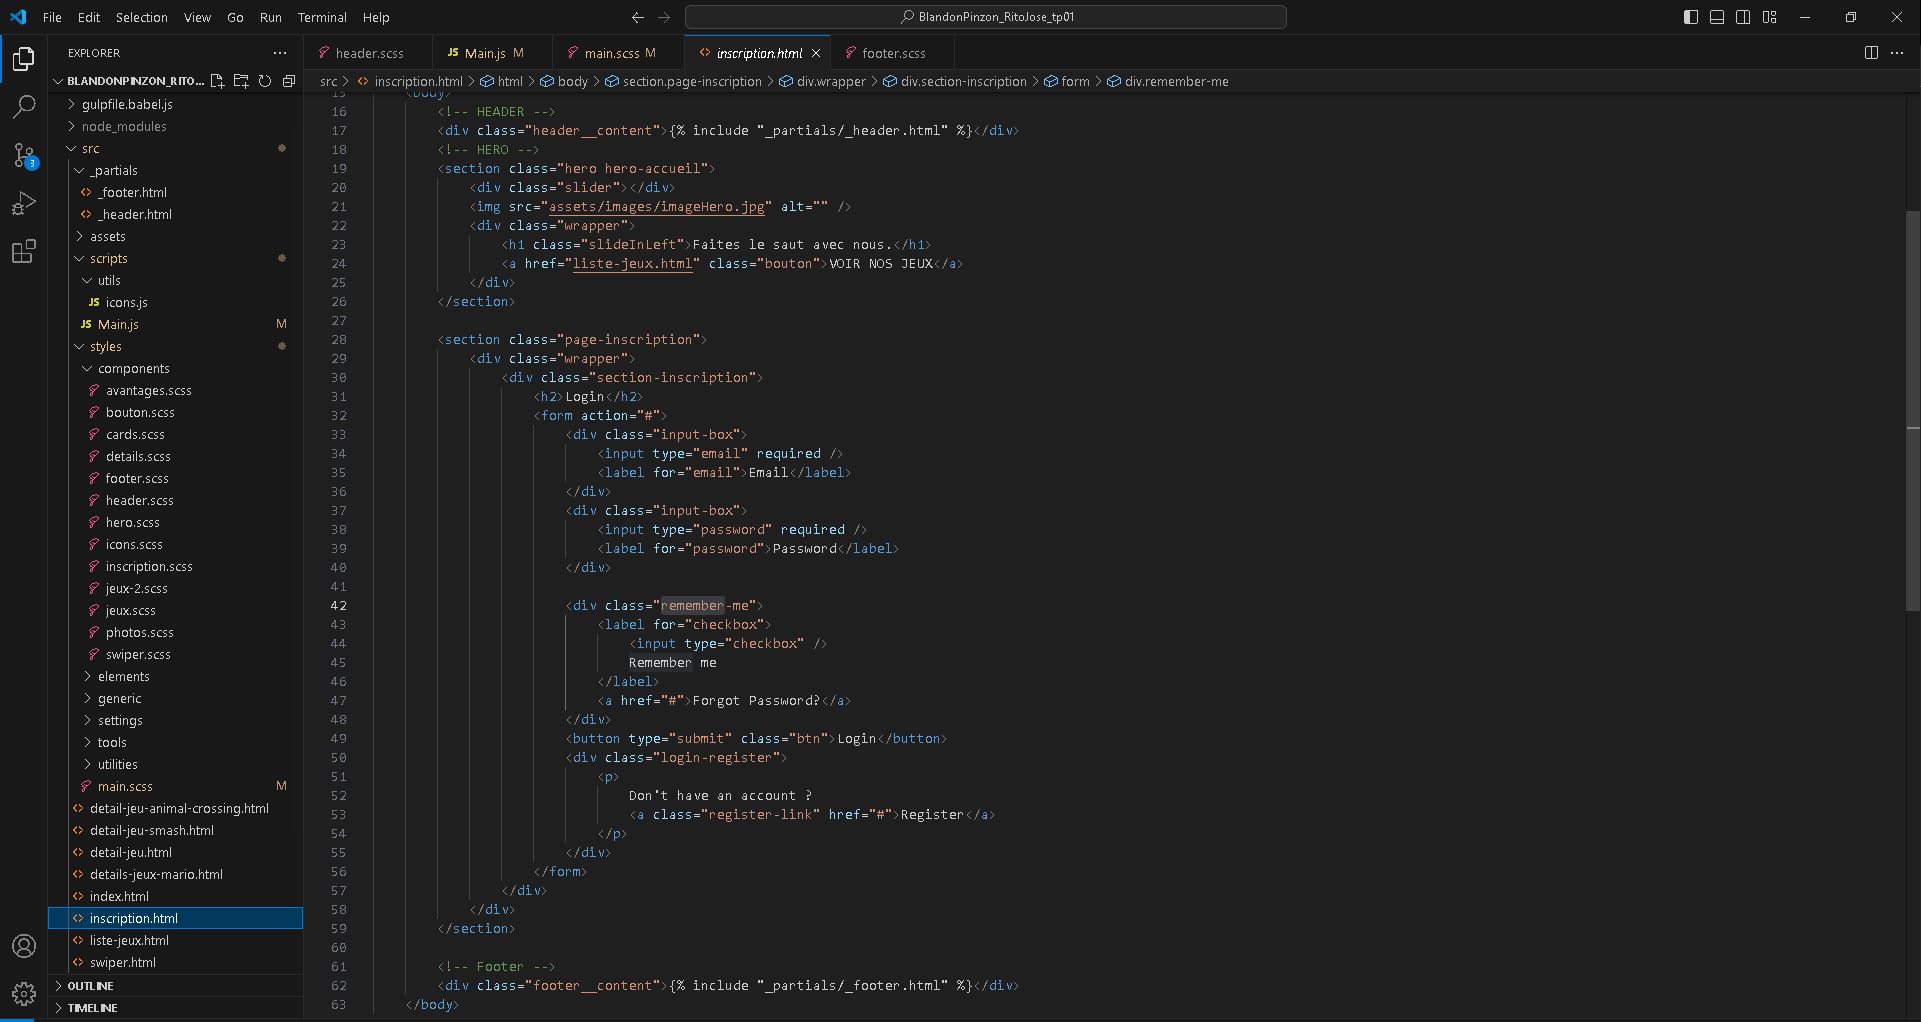 File Edit Selection View Go Run Terminal Help
BlandonPinzon_RitoJose_tp01
EXPLORER
BLANDONPINZON_RITO...
gulpfile.babel.js
node_modules
src
_partials
_footer.html
_header.html
assets
scripts
utils
JS icons.js
JS Main.js M
styles
components
avantages.scss
bouton.scss
cards.scss
details.scss
footer.scss
header.scss
hero.scss
icons.scss
inscription.scss
jeux-2.scss
jeux.scss
photos.scss
swiper.scss
elements
generic
settings
tools
utilities
main.scss M
detail-jeu-animal-crossing.html
detail-jeu-smash.html
detail-jeu.html
details-jeux-mario.html
index.html
inscription.html
liste-jeux.html
swiper.html
OUTLINE
TIMELINE
3
header.scss JS Main.js M main.scss M inscription.html footer.scss
src > inscription.html > html > body > section.page-inscription > div.wrapper > div.section-inscription > form > div.remember-me
15 <body>
16 <!-- HEADER -->
17 <div class="header__content">{% include "_partials/_header.html" %}</div>
18 <!-- HERO -->
19 <section class="hero hero-accueil">
20 <div class="slider"></div>
21 <img src="assets/images/imageHero.jpg" alt="" />
22 <div class="wrapper">
23 <h1 class="slideInLeft">Faites le saut avec nous.</h1>
24 <a href="liste-jeux.html" class="bouton">VOIR NOS JEUX</a>
25 </div>
26 </section>
27
28 <section class="page-inscription">
29 <div class="wrapper">
30 <div class="section-inscription">
31 <h2>Login</h2>
32 <form action="#">
33 <div class="input-box">
34 <input type="email" required />
35 <label for="email">Email</label>
36 </div>
37 <div class="input-box">
38 <input type="password" required />
39 <label for="password">Password</label>
40 </div>
41
42 <div class="remember-me">
43 <label for="checkbox">
44 <input type="checkbox" />
45 Remember me
46 </label>
47 <a href="#">Forgot Password?</a>
48 </div>
49 <button type="submit" class="btn">Login</button>
50 <div class="login-register">
51 <p>
52 Don't have an account ?
53 <a class="register-link" href="#">Register</a>
54 </p>
55 </div>
56 </form>
57 </div>
58 </div>
59 </section>
60
61 <!-- Footer -->
62 <div class="footer__content">{% include "_partials/_footer.html" %}</div>
63 </body>